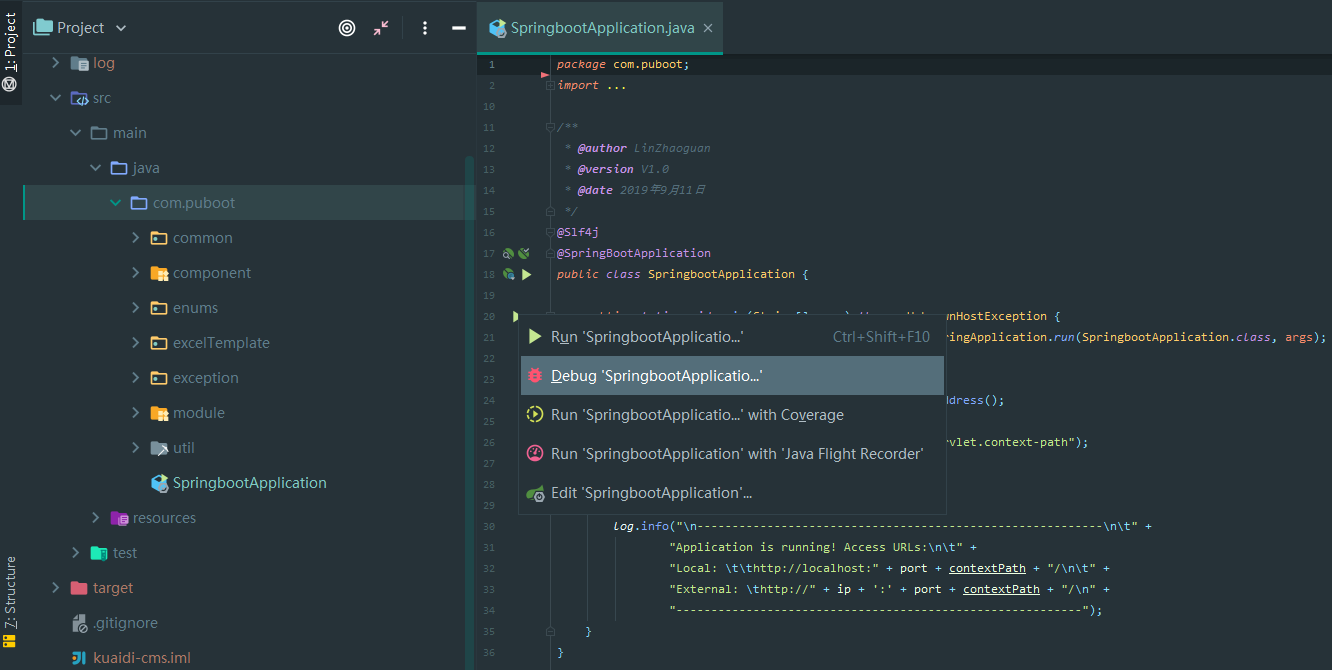 Project
SpringbootApplication.java
1: Project
7: Structure
log
src
main
java
com.puboot
common
component
enums
excelTemplate
exception
module
util
SpringbootApplication
resources
test
target
.gitignore
kuaidi-cms.iml
1 package com.puboot;
2 import ...
10
11 /**
12 * @author LinZhaoguan
13 * @version V1.0
14 * @date 2019年9月11日
15 */
16 @Slf4j
17 @SpringBootApplication
18 public class SpringbootApplication {
19
20 wnHostException {
21 ringApplication.run(SpringbootApplication.class, args);
22
23
24 dress();
25
26 rvlet.context-path");
27
28
29
30 log.info("\n----------------------------------------------------------\n\t" +
31 "Application is running! Access URLs:\n\t" +
32 "Local: \t\thttp://localhost:" + port + contextPath + "/\n\t" +
33 "External: \thttp://" + ip + ':' + port + contextPath + "/\n" +
34 "----------------------------------------------------------");
35 }
36 }
Run 'SpringbootApplicatio...' Ctrl+Shift+F10
Debug 'SpringbootApplicatio...'
Run 'SpringbootApplicatio...' with Coverage
Run 'SpringbootApplication' with 'Java Flight Recorder'
Edit 'SpringbootApplication'...